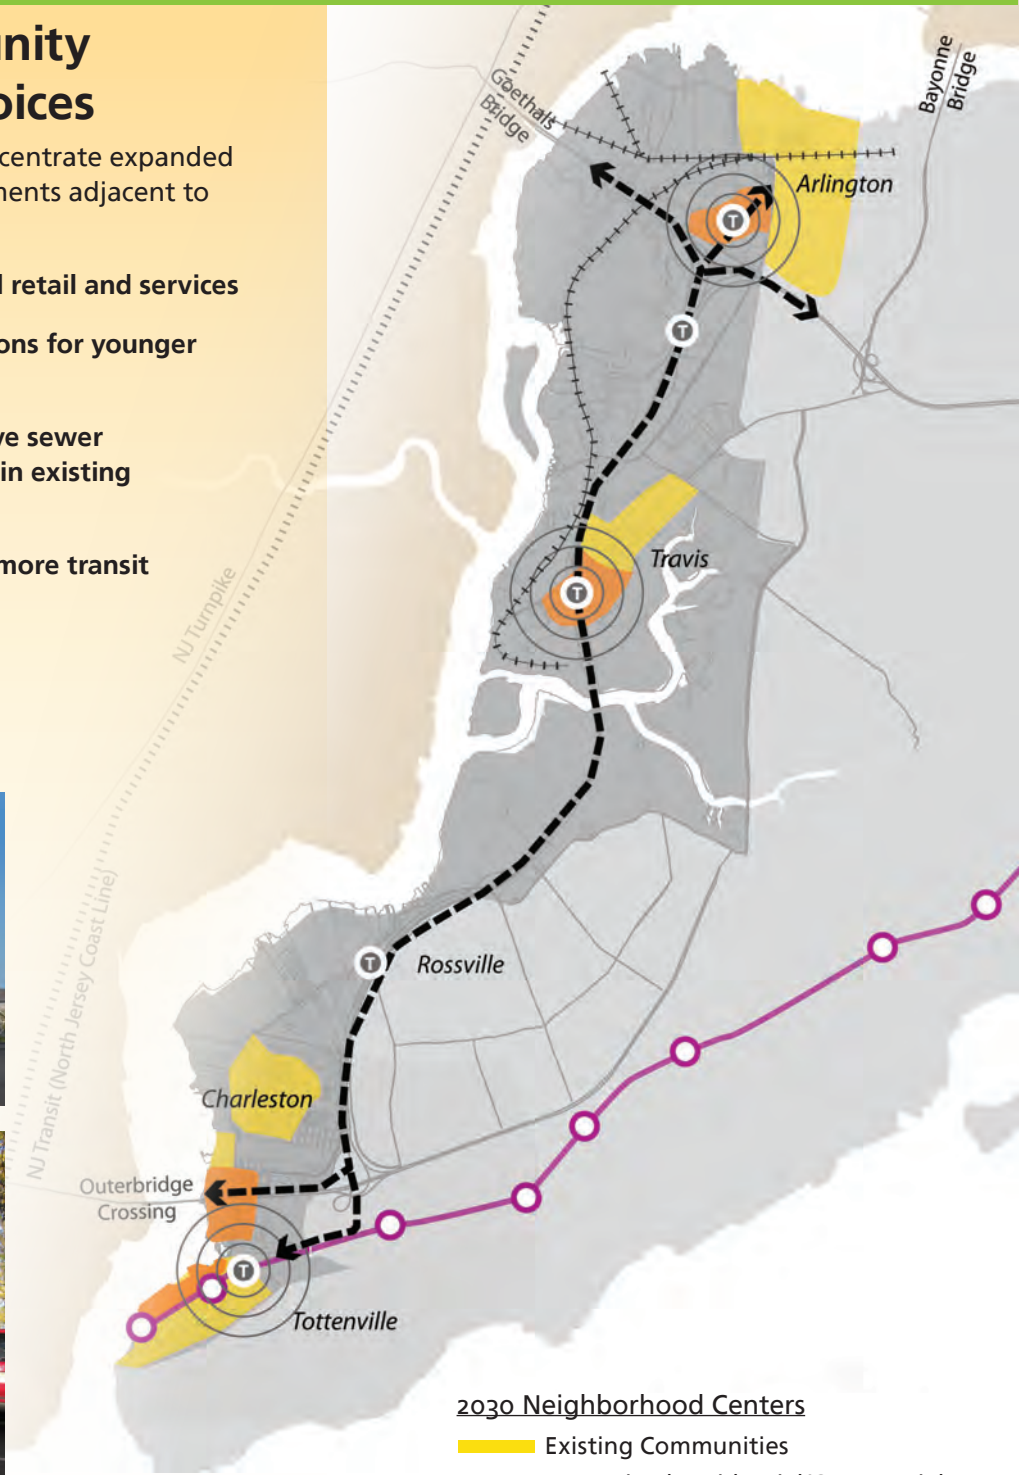 unity
oices
centrate expanded
ments adjacent to
l retail and services
ons for younger
ve sewer
in existing
more transit
Goethals
Bridge
Bayonne
Bridge
Arlington
T
T
Travis
T
NJ Turnpike
NJ Transit (North Jersey Coast Line)
T
Rossville
Charleston
Outerbridge
Crossing
T
Tottenville
2030 Neighborhood Centers
Existing Communities